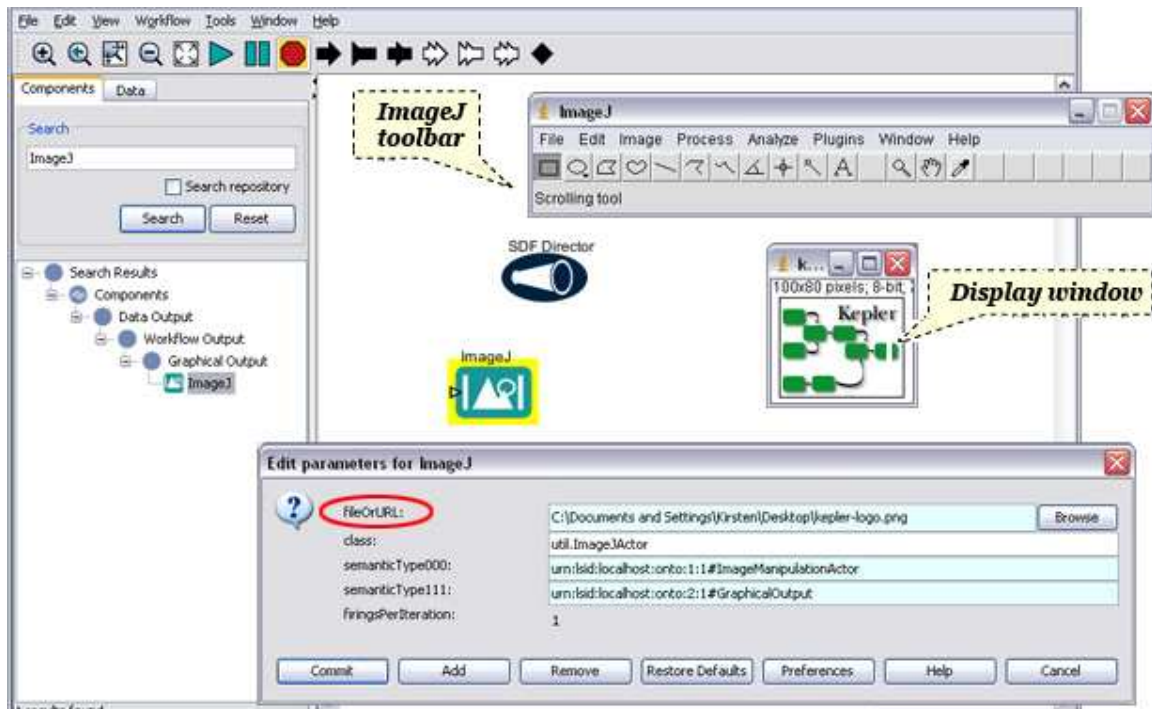 File Edit View Workflow Tools Window Help
Components Data
Search
ImageJ
Search repository
Search Reset
Search Results
Components
Data Output
Workflow Output
Graphical Output
ImageJ
ImageJ
toolbar
ImageJ
File Edit Image Process Analyze Plugins Window Help
Scrolling tool
SDF Director
ImageJ
k...
100x80 pixels; 8-bit;
Kepler
Display window
Edit parameters for ImageJ
fileOrURL: C:\Documents and Settings\Kirsten\Desktop\kepler-logo.png Browse
class: util.ImageJActor
semanticType000: urn:lsid:localhost:onto:1:1#ImageManipulationActor
semanticType111: urn:lsid:localhost:onto:2:1#GraphicalOutput
firingsPerIteration: 1
Commit Add Remove Restore Defaults Preferences Help Cancel